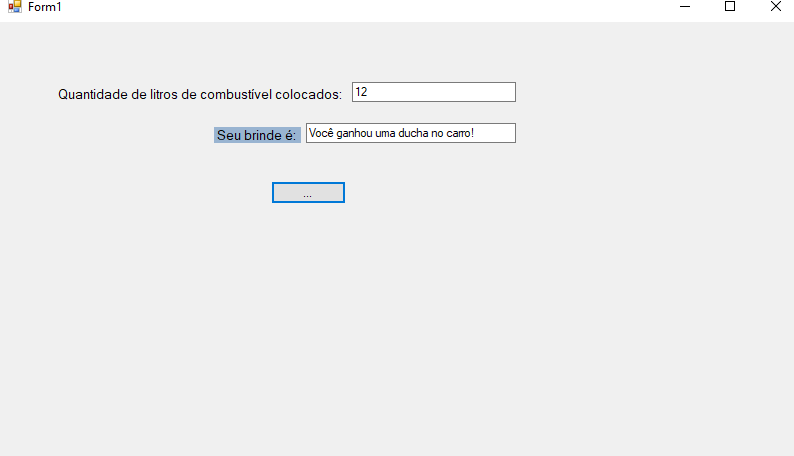 Form1
Quantidade de litros de combustível colocados: 12
Seu brinde é: Você ganhou uma ducha no carro!
...